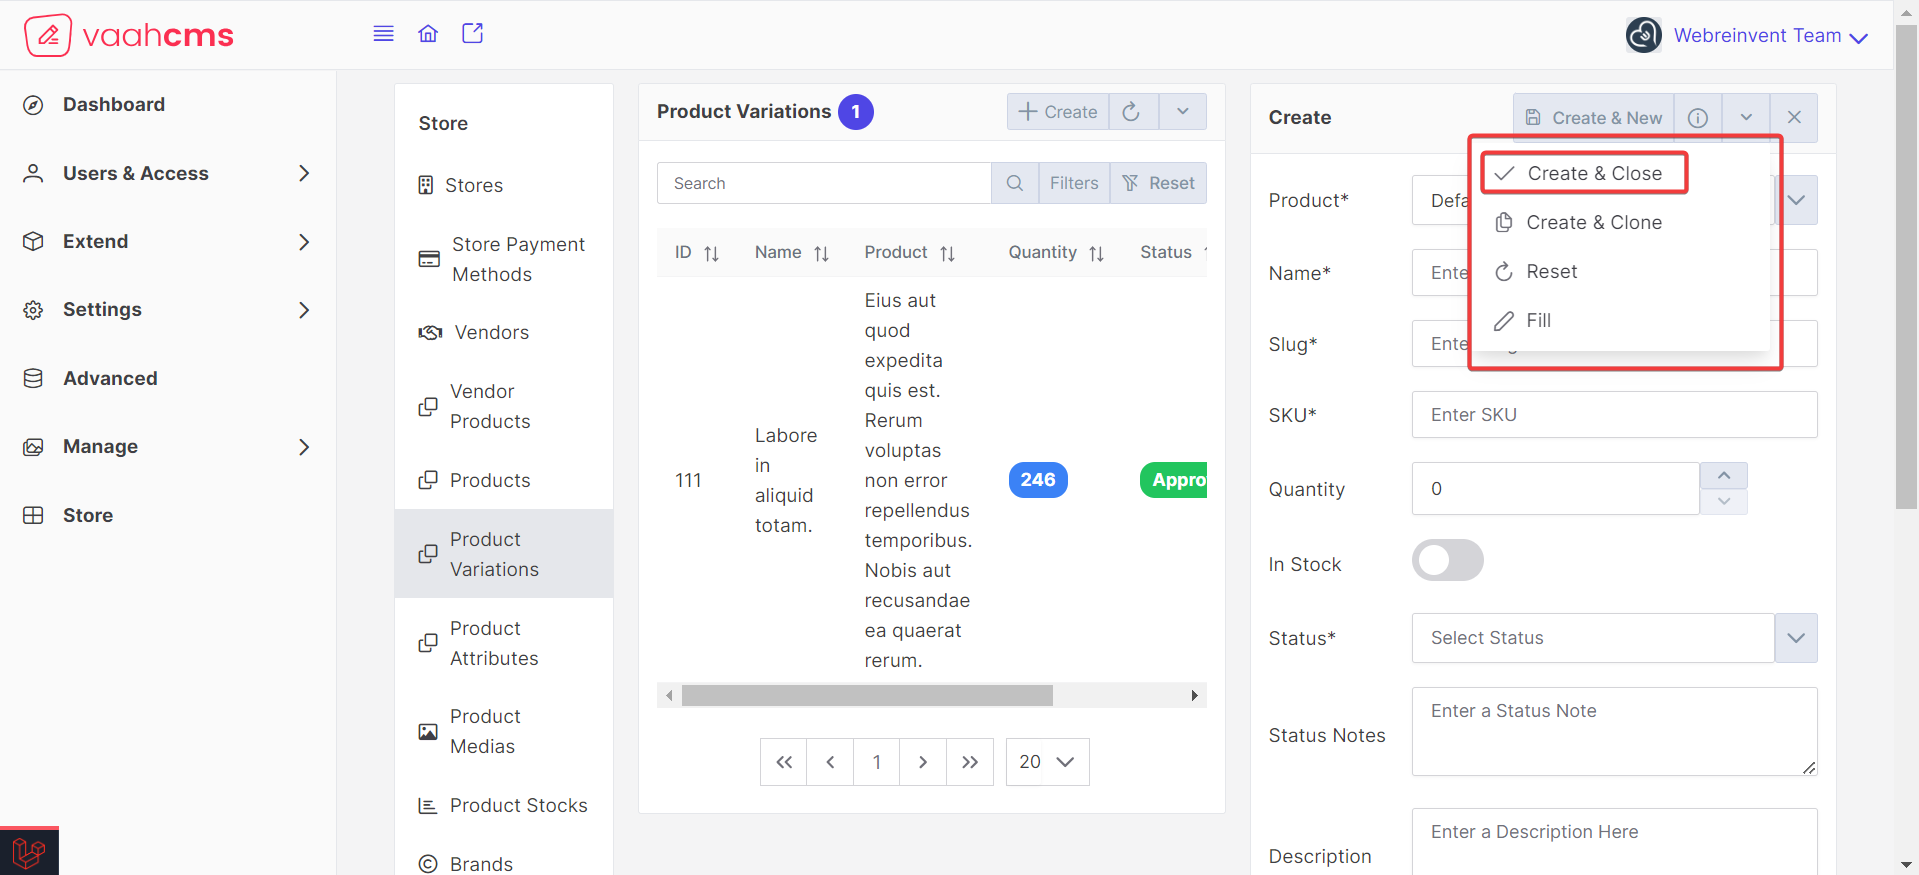 vaahcms
Webreinvent Team
Dashboard
Users & Access
Extend
Settings
Advanced
Manage
Store
Store
Stores
Store Payment
Methods
Vendors
Vendor
Products
Products
Product
Variations
Product
Attributes
Product
Medias
Product Stocks
Brands
Product Variations 1
Create
Search
Filters
Reset
ID Name Product Quantity Status
111
Labore
in
aliquid
totam.
Eius aut
quod
expedita
quis est.
Rerum
voluptas
non error
repellendus
temporibus.
Nobis aut
recusandae
ea quaerat
rerum.
246
Appro
1
20
Create
Create & New
Create & Close
Create & Clone
Reset
Fill
Product*
Defa
Name*
Ente
Slug*
Ente
SKU*
Enter SKU
Quantity
0
In Stock
Status*
Select Status
Status Notes
Enter a Status Note
Description
Enter a Description Here